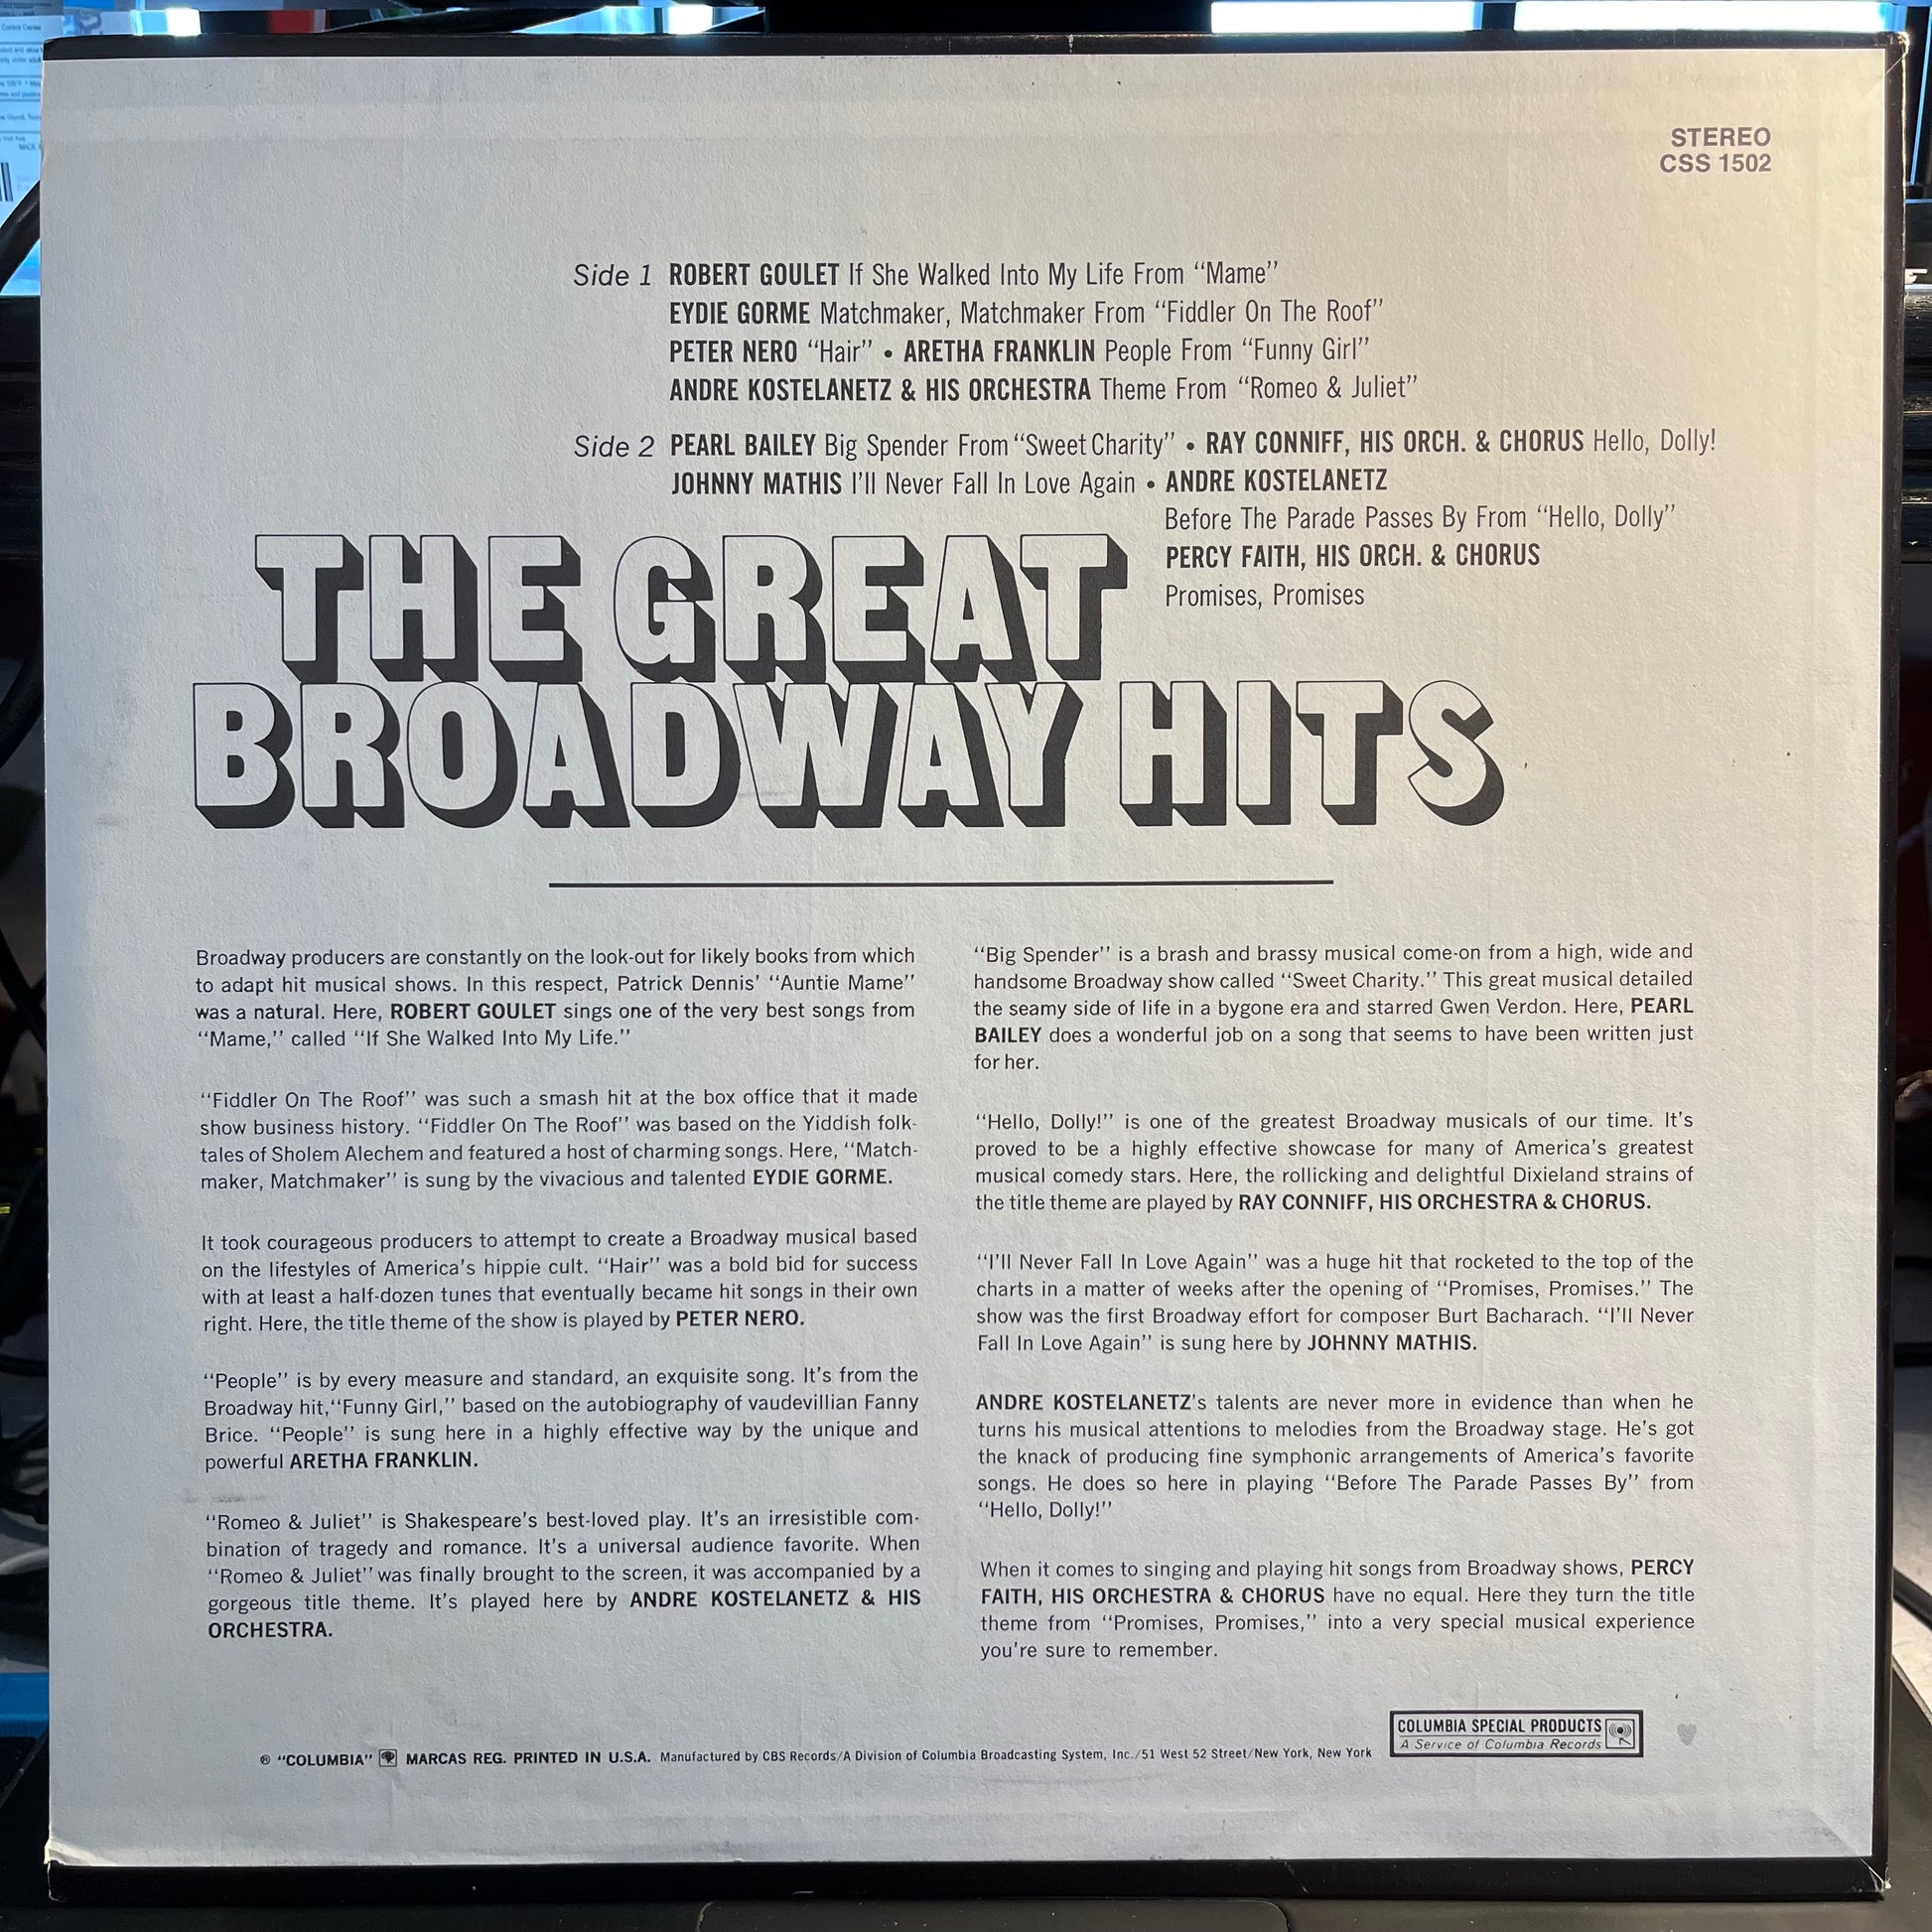 STEREO
CSS 1502
Side 1 ROBERT GOULET If She Walked Into My Life From “Mame”
EYDIE GORME Matchmaker, Matchmaker From “Fiddler On The Roof”
PETER NERO “Hair” • ARETHA FRANKLIN People From “Funny Girl”
ANDRE KOSTELANETZ & HIS ORCHESTRA Theme From “Romeo & Juliet”
Side 2 PEARL BAILEY Big Spender From “Sweet Charity” • RAY CONNIFF, HIS ORCH. & CHORUS Hello, Dolly!
JOHNNY MATHIS I’ll Never Fall In Love Again • ANDRE KOSTELANETZ
Before The Parade Passes By From “Hello, Dolly”
PERCY FAITH, HIS ORCH. & CHORUS
Promises, Promises
THE GREAT
BROADWAY HITS
Broadway producers are constantly on the look-out for likely books from which
to adapt hit musical shows. In this respect, Patrick Dennis’ “Auntie Mame”
was a natural. Here, ROBERT GOULET sings one of the very best songs from
“Mame,” called “If She Walked Into My Life.”
“Fiddler On The Roof” was such a smash hit at the box office that it made
show business history. “Fiddler On The Roof” was based on the Yiddish folk-
tales of Sholem Alechem and featured a host of charming songs. Here, “Match-
maker, Matchmaker” is sung by the vivacious and talented EYDIE GORME.
It took courageous producers to attempt to create a Broadway musical based
on the lifestyles of America’s hippie cult. “Hair” was a bold bid for success
with at least a half-dozen tunes that eventually became hit songs in their own
right. Here, the title theme of the show is played by PETER NERO.
“People” is by every measure and standard, an exquisite song. It’s from the
Broadway hit, “Funny Girl,” based on the autobiography of vaudevillian Fanny
Brice. “People” is sung here in a highly effective way by the unique and
powerful ARETHA FRANKLIN.
“Romeo & Juliet” is Shakespeare’s best-loved play. It’s an irresistible com-
bination of tragedy and romance. It’s a universal audience favorite. When
“Romeo & Juliet” was finally brought to the screen, it was accompanied by a
gorgeous title theme. It’s played here by ANDRE KOSTELANETZ & HIS
ORCHESTRA.
“Big Spender” is a brash and brassy musical come-on from a high, wide and
handsome Broadway show called “Sweet Charity.” This great musical detailed
the seamy side of life in a bygone era and starred Gwen Verdon. Here, PEARL
BAILEY does a wonderful job on a song that seems to have been written just
for her.
“Hello, Dolly!” is one of the greatest Broadway musicals of our time. It’s
proved to be a highly effective showcase for many of America’s greatest
musical comedy stars. Here, the rollicking and delightful Dixieland strains of
the title theme are played by RAY CONNIFF, HIS ORCHESTRA & CHORUS.
“I’ll Never Fall In Love Again” was a huge hit that rocketed to the top of the
charts in a matter of weeks after the opening of “Promises, Promises.” The
show was the first Broadway effort for composer Burt Bacharach. “I’ll Never
Fall In Love Again” is sung here by JOHNNY MATHIS.
ANDRE KOSTELANETZ’s talents are never more in evidence than when he
turns his musical attentions to melodies from the Broadway stage. He’s got
the knack of producing fine symphonic arrangements of America’s favorite
songs. He does so here in playing “Before The Parade Passes By” from
“Hello, Dolly!”
When it comes to singing and playing hit songs from Broadway shows, PERCY
FAITH, HIS ORCHESTRA & CHORUS have no equal. Here they turn the title
theme from “Promises, Promises,” into a very special musical experience
you’re sure to remember.
COLUMBIA SPECIAL PRODUCTS
A Service of Columbia Records
® “COLUMBIA” MARCAS REG. PRINTED IN U.S.A. Manufactured by CBS Records/A Division of Columbia Broadcasting System, Inc./51 West 52 Street/New York, New York